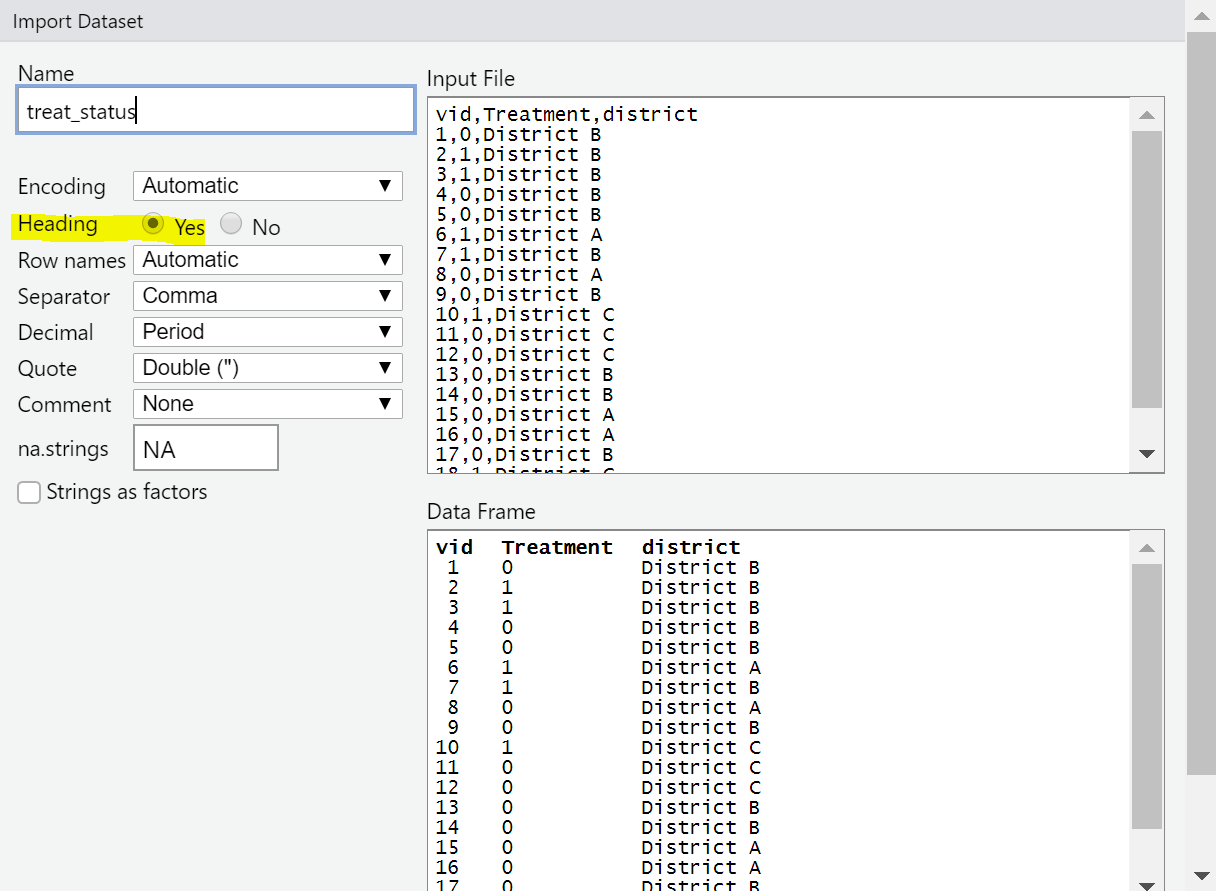 Import Dataset
Name
treat_status
Encoding Automatic
Heading Yes No
Row names Automatic
Separator Comma
Decimal Period
Quote Double (")
Comment None
na.strings NA
Strings as factors
Input File
vid,Treatment,district
1,0,District B
2,1,District B
3,1,District B
4,0,District B
5,0,District B
6,1,District A
7,1,District B
8,0,District A
9,0,District B
10,1,District C
11,0,District C
12,0,District C
13,0,District B
14,0,District B
15,0,District A
16,0,District A
17,0,District B
18,1,District C
Data Frame
vid Treatment district
1 0 District B
2 1 District B
3 1 District B
4 0 District B
5 0 District B
6 1 District A
7 1 District B
8 0 District A
9 0 District B
10 1 District C
11 0 District C
12 0 District C
13 0 District B
14 0 District B
15 0 District A
16 0 District A
17 0 District B